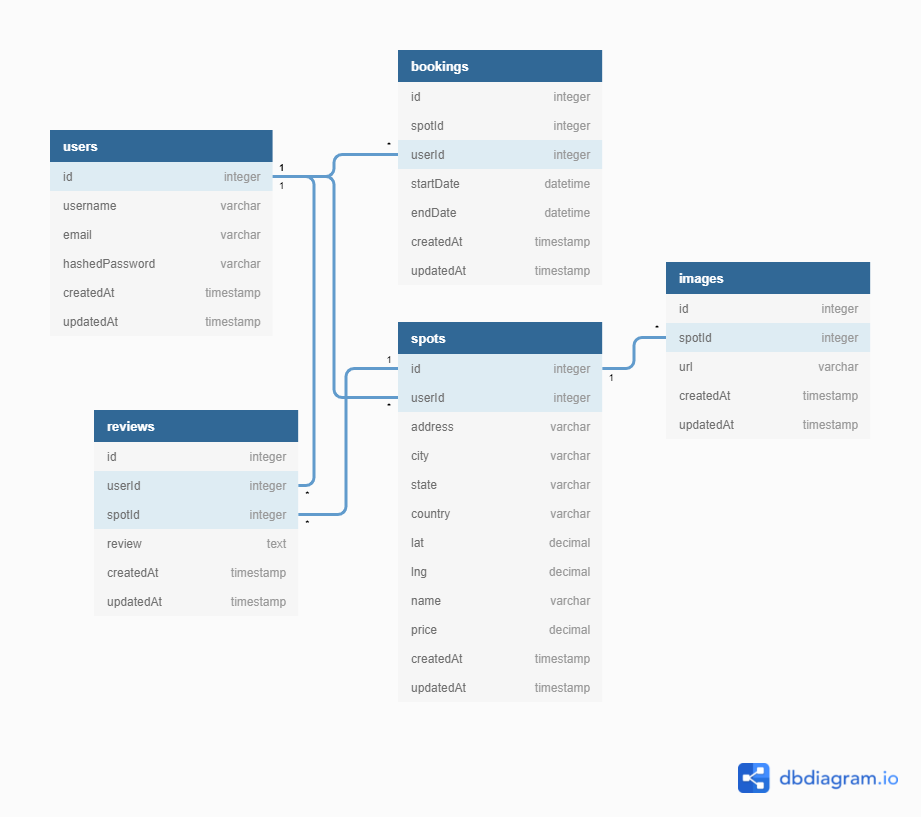 bookings
id integer
spotId integer
userId integer
startDate datetime
endDate datetime
createdAt timestamp
updatedAt timestamp
*
users
id integer
username varchar
email varchar
hashedPassword varchar
createdAt timestamp
updatedAt timestamp
1
1
images
id integer
spotId integer
url varchar
createdAt timestamp
updatedAt timestamp
*
spots
id integer
userId integer
address varchar
city varchar
state varchar
country varchar
lat decimal
lng decimal
name varchar
price decimal
createdAt timestamp
updatedAt timestamp
1
*
1
reviews
id integer
userId integer
spotId integer
review text
createdAt timestamp
updatedAt timestamp
*
*
dbdiagram.io